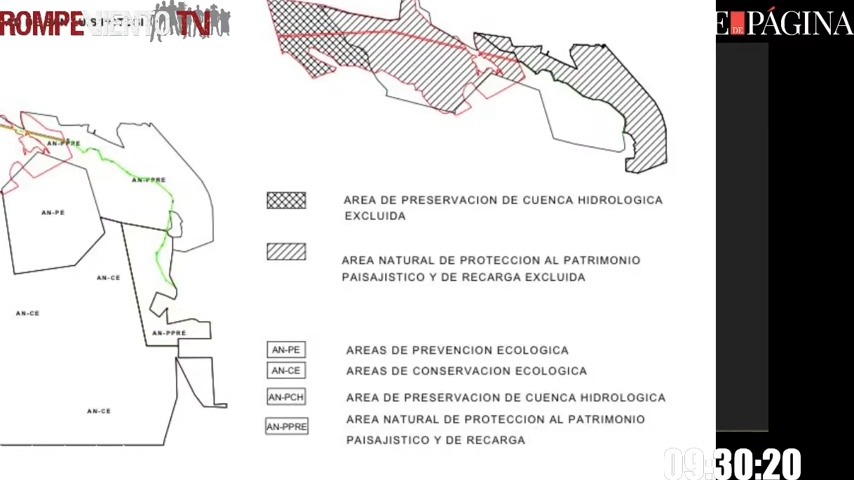 ROMPEVIENTO TV
E DE PÁGINA
AN-PPRE
AN-PPRE
AN-PE
AN-CE
AN-CE
AN-PPRE
AN-CE
AREA DE PRESERVACION DE CUENCA HIDROLOGICA
EXCLUIDA
AREA NATURAL DE PROTECCION AL PATRIMONIO
PAISAJISTICO Y DE RECARGA EXCLUIDA
AN-PE AREAS DE PREVENCION ECOLOGICA
AN-CE AREAS DE CONSERVACION ECOLOGICA
AN-PCH AREA DE PRESERVACION DE CUENCA HIDROLOGICA
AN-PPRE AREA NATURAL DE PROTECCION AL PATRIMONIO
PAISAJISTICO Y DE RECARGA
09:30:20